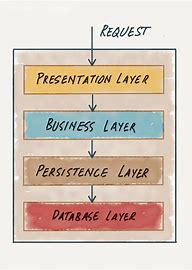 REQUEST
PRESENTATION LAYER
BUSINESS LAYER
PERSISTENCE LAYER
DATABASE LAYER